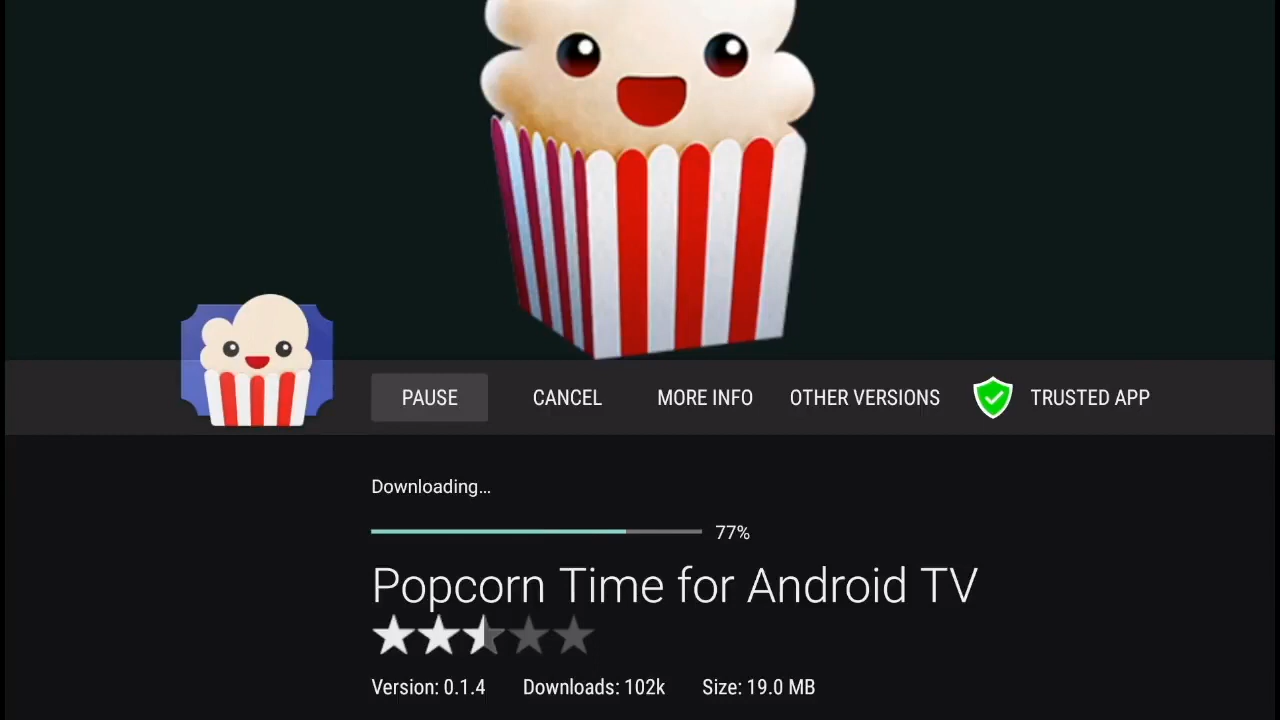 PAUSE CANCEL MORE INFO OTHER VERSIONS TRUSTED APP
Downloading...
77%
Popcorn Time for Android TV
Version: 0.1.4 Downloads: 102k Size: 19.0 MB